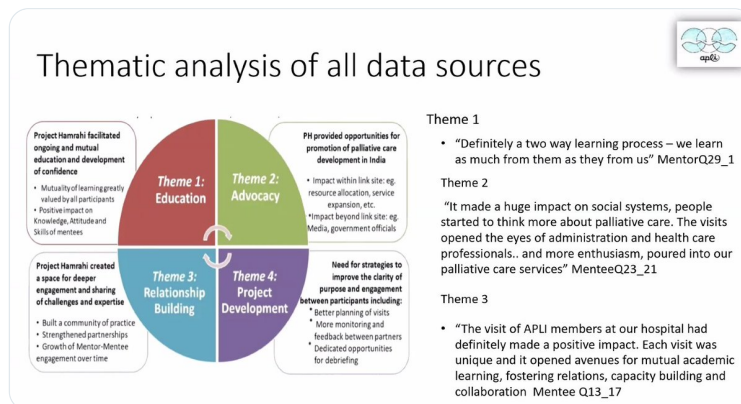 Thematic analysis of all data sources
apli
Project Hamrahi facilitated
ongoing and mutual
education and development
of confidence
• Mutuality of learning greatly
valued by all participants
• Positive impact on
Knowledge, Attitude and
Skills of mentees
Theme 1:
Education
Theme 2:
Advocacy
PH provided opportunities for
promotion of palliative care
development in India
• Impact within link site: eg.
resource allocation, service
expansion, etc.
•Impact beyond link site: eg.
Media, government officials
Project Hamrahi created
a space for deeper
engagement and sharing
of challenges and expertise
• Built a community of practice
• Strengthened partnerships
• Growth of Mentor-Mentee
engagement over time
Theme 3:
Relationship
Building
Theme 4:
Project
Development
Need for strategies to
improve the clarity of
purpose and engagement
between participants including:
• Better planning of visits
• More monitoring and
feedback between partners
• Dedicated opportunities
for debriefing
Theme 1
• “Definitely a two way learning process – we learn
as much from them as they from us” MentorQ29_1
Theme 2
“It made a huge impact on social systems, people
started to think more about palliative care. The visits
opened the eyes of administration and health care
professionals.. and more enthusiasm, poured into our
palliative care services” MenteeQ23_21
Theme 3
• “The visit of APLI members at our hospital had
definitely made a positive impact. Each visit was
unique and it opened avenues for mutual academic
learning, fostering relations, capacity building and
collaboration Mentee Q13_17